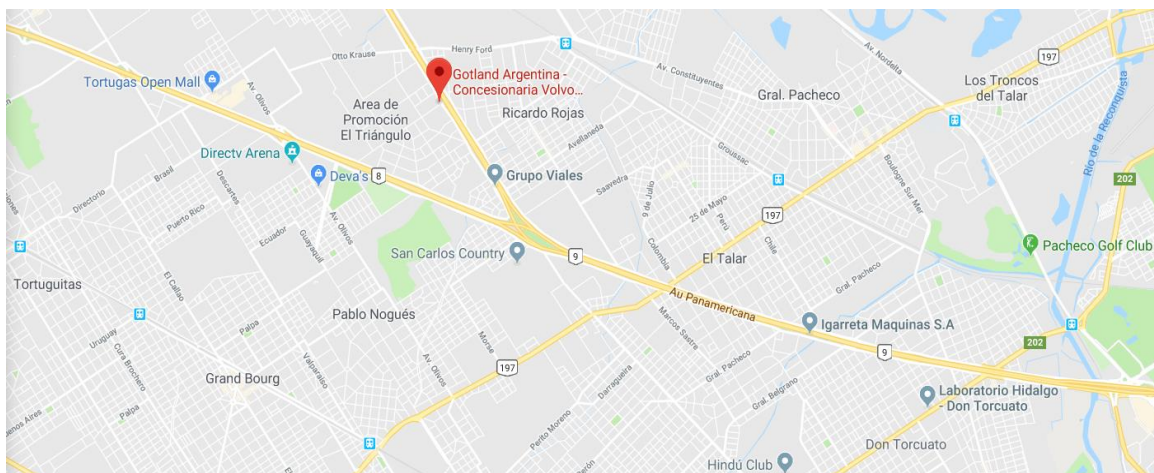 Otto Krause
Henry Ford
197
Av. Nordelta
Tortugas Open Mall
Av. Olivos
Gotland Argentina -
Concesionaria Volvo...
Av. Constituyentes
Gral. Pacheco
Los Troncos
del Talar
Area de
Promoción
El Triángulo
Ricardo Rojas
Avellaneda
Groussac
Río de la Reconquista
Directv Arena
Deva's
8
Grupo Viales
Saavedra
9 de Julio
25 de Mayo
Perú
Chile
197
Boulogne Sur Mer
202
Brasil
Descartes
Directorio
Puerto Rico
Ecuador
Guayaquil
Av. Olivos
San Carlos Country
9
Colombia
El Talar
Gral. Pacheco
Pacheco Golf Club
Tortuguitas
El Callao
Au Panamericana
Pablo Nogués
Marcos Sastre
Igarreta Maquinas S.A
202
Uruguay
Cura Brochero
Palpa
Valparaíso
Morse
Av. Olivos
197
Darragueira
Gral. Pacheco
9
Grand Bourg
Gral. Belgrano
Laboratorio Hidalgo
- Don Torcuato
Palpa
Buenos Aires
Perito Moreno
Don Torcuato
Hindú Club